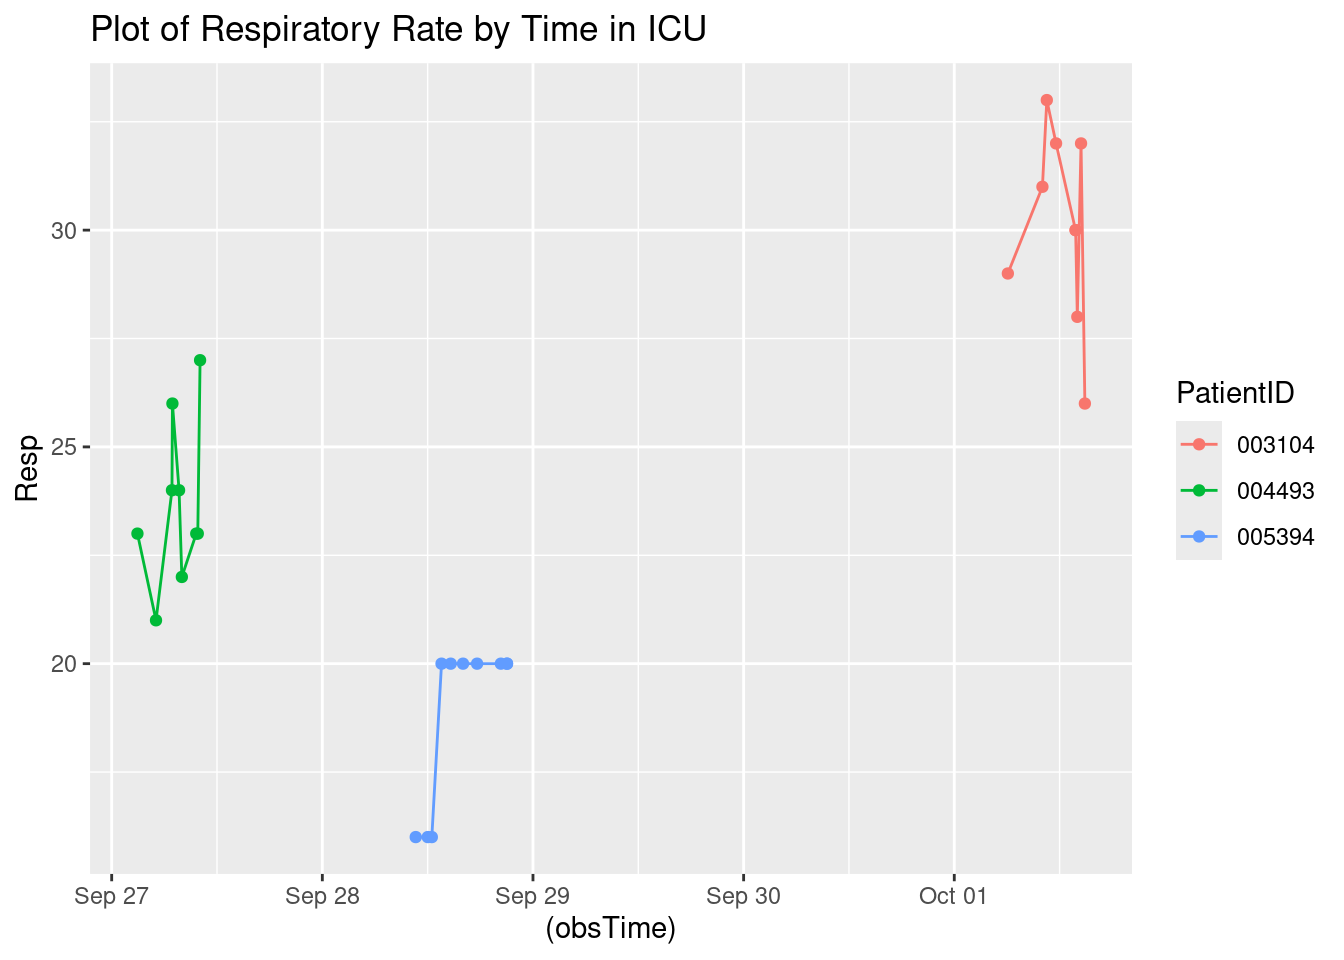 Plot of Respiratory Rate by Time in ICU
Resp
30
25
20
Sep 27
Sep 28
Sep 29
Sep 30
Oct 01
(obsTime)
PatientID
003104
004493
005394